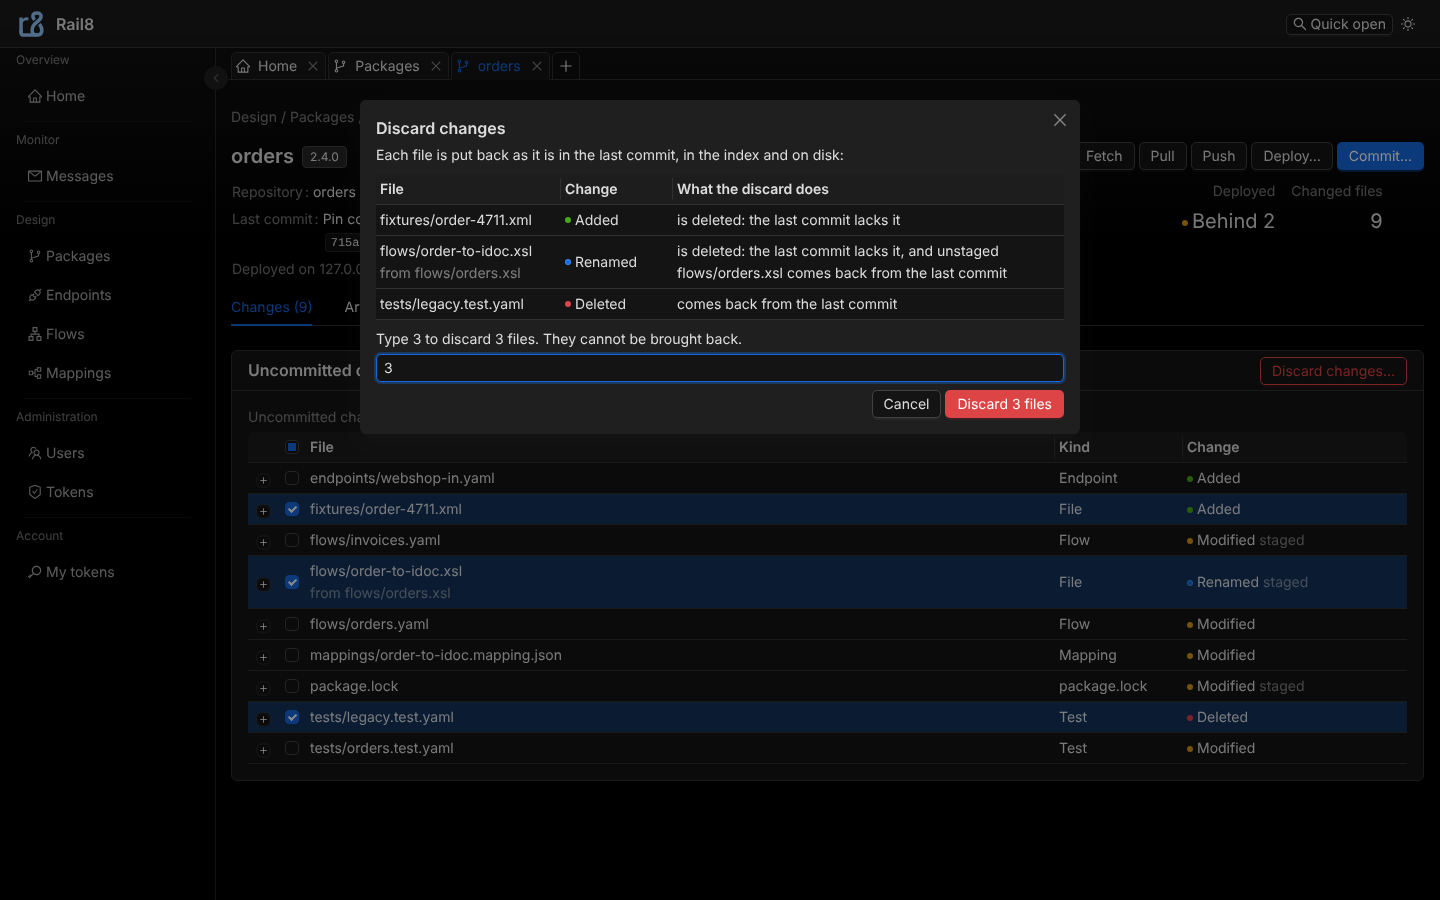 Rail8
Quick open
Overview
Home
Monitor
Messages
Design
Packages
Endpoints
Flows
Mappings
Administration
Users
Tokens
Account
My tokens
Home
Packages
orders
Design / Packages /
orders 2.4.0
Fetch Pull Push Deploy... Commit...
Repository: orders
Last commit: Pin co
715a
Deployed on 127.0.0
Deployed Changed files
Behind 2 9
Changes (9) Ar
Discard changes
Each file is put back as it is in the last commit, in the index and on disk:
File Change What the discard does
fixtures/order-4711.xml Added is deleted: the last commit lacks it
flows/order-to-idoc.xsl
from flows/orders.xsl
Renamed
is deleted: the last commit lacks it, and unstaged
flows/orders.xsl comes back from the last commit
tests/legacy.test.yaml Deleted comes back from the last commit
Type 3 to discard 3 files. They cannot be brought back.
3
Cancel Discard 3 files
Uncommitted c
Discard changes...
Uncommitted cha
File Kind Change
endpoints/webshop-in.yaml Endpoint Added
fixtures/order-4711.xml File Added
flows/invoices.yaml Flow Modified staged
flows/order-to-idoc.xsl
from flows/orders.xsl
File Renamed staged
flows/orders.yaml Flow Modified
mappings/order-to-idoc.mapping.json Mapping Modified
package.lock package.lock Modified staged
tests/legacy.test.yaml Test Deleted
tests/orders.test.yaml Test Modified